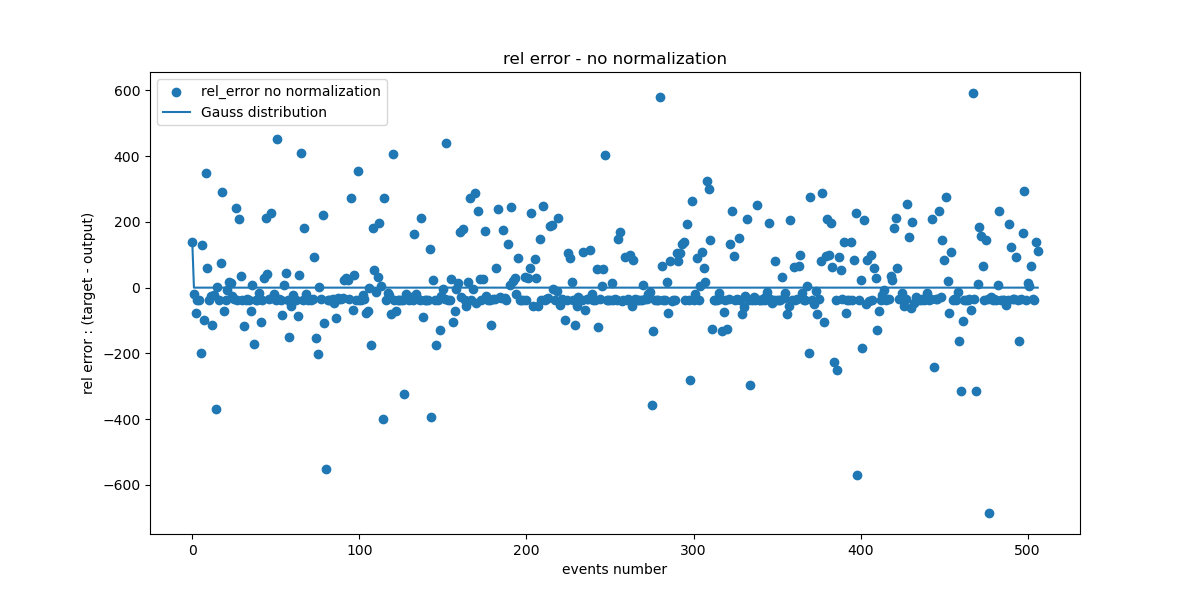 rel error - no normalization
rel_error no normalization
Gauss distribution
600
400
200
0
−200
−400
−600
rel error : (target - output)
0 100 200 300 400 500
events number